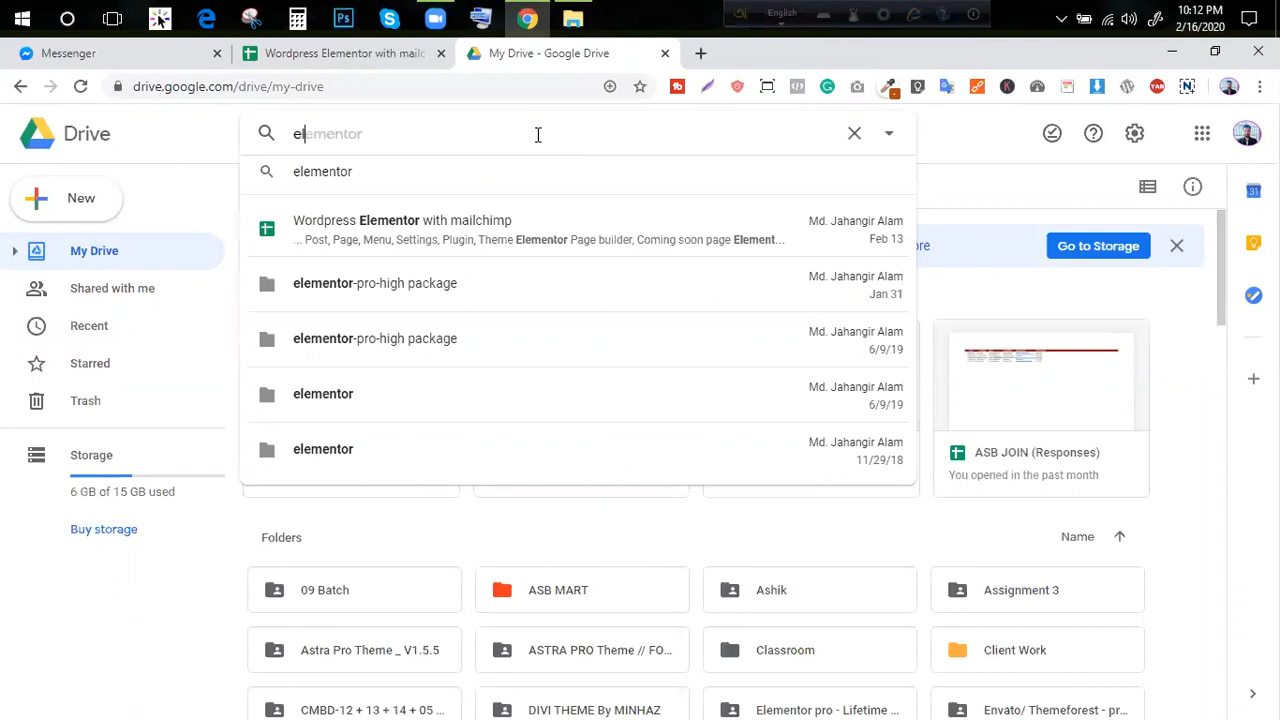 English
10:12 PM
2/16/2020
Messenger
Wordpress Elementor with mailc
My Drive - Google Drive
drive.google.com/drive/my-drive
Drive
elementor
elementor
Wordpress Elementor with mailchimp
Md. Jahangir Alam
... Post, Page, Menu, Settings, Plugin, Theme Elementor Page builder, Coming soon page Element...
Feb 13
elementor-pro-high package
Md. Jahangir Alam
Jan 31
elementor-pro-high package
Md. Jahangir Alam
6/9/19
elementor
Md. Jahangir Alam
6/9/19
elementor
Md. Jahangir Alam
11/29/18
New
My Drive
Shared with me
Recent
Starred
Trash
Storage
6 GB of 15 GB used
Buy storage
ore
Go to Storage
ASB JOIN (Responses)
You opened in the past month
Folders
Name
09 Batch
ASB MART
Ashik
Assignment 3
Astra Pro Theme _ V1.5.5
ASTRA PRO Theme // FO...
Classroom
Client Work
CMBD-12 + 13 + 14 + 05 ...
DIVI THEME By MINHAZ
Elementor pro - Lifetime ...
Envato/ Themeforest - pr...